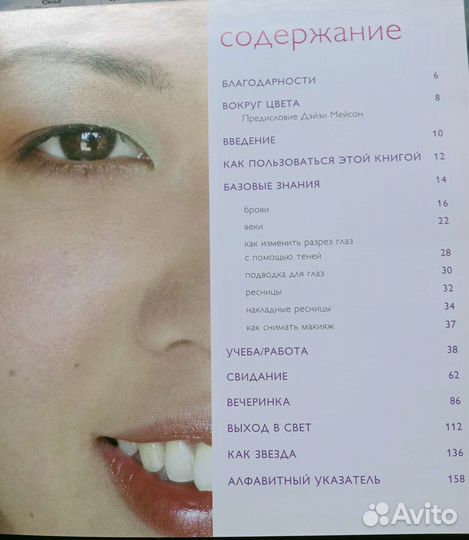 Южные
содержание
БЛАГОДАРНОСТИ 6
ВОКРУГ ЦВЕТА 8
Предисловие Дэйзи Мейсон
ВВЕДЕНИЕ 10
КАК ПОЛЬЗОВАТЬСЯ ЭТОЙ КНИГОЙ 12
БАЗОВЫЕ ЗНАНИЯ 14
брови 16
веки 22
как изменить разрез глаз
с помощью теней 28
подводка для глаз 30
ресницы 32
накладные ресницы 34
как снимать макияж 37
УЧЕБА/РАБОТА 38
СВИДАНИЕ 62
ВЕЧЕРИНКА 86
ВЫХОД В СВЕТ 112
КАК ЗВЕЗДА 136
АЛФАВИТНЫЙ УКАЗАТЕЛЬ 158
Avito